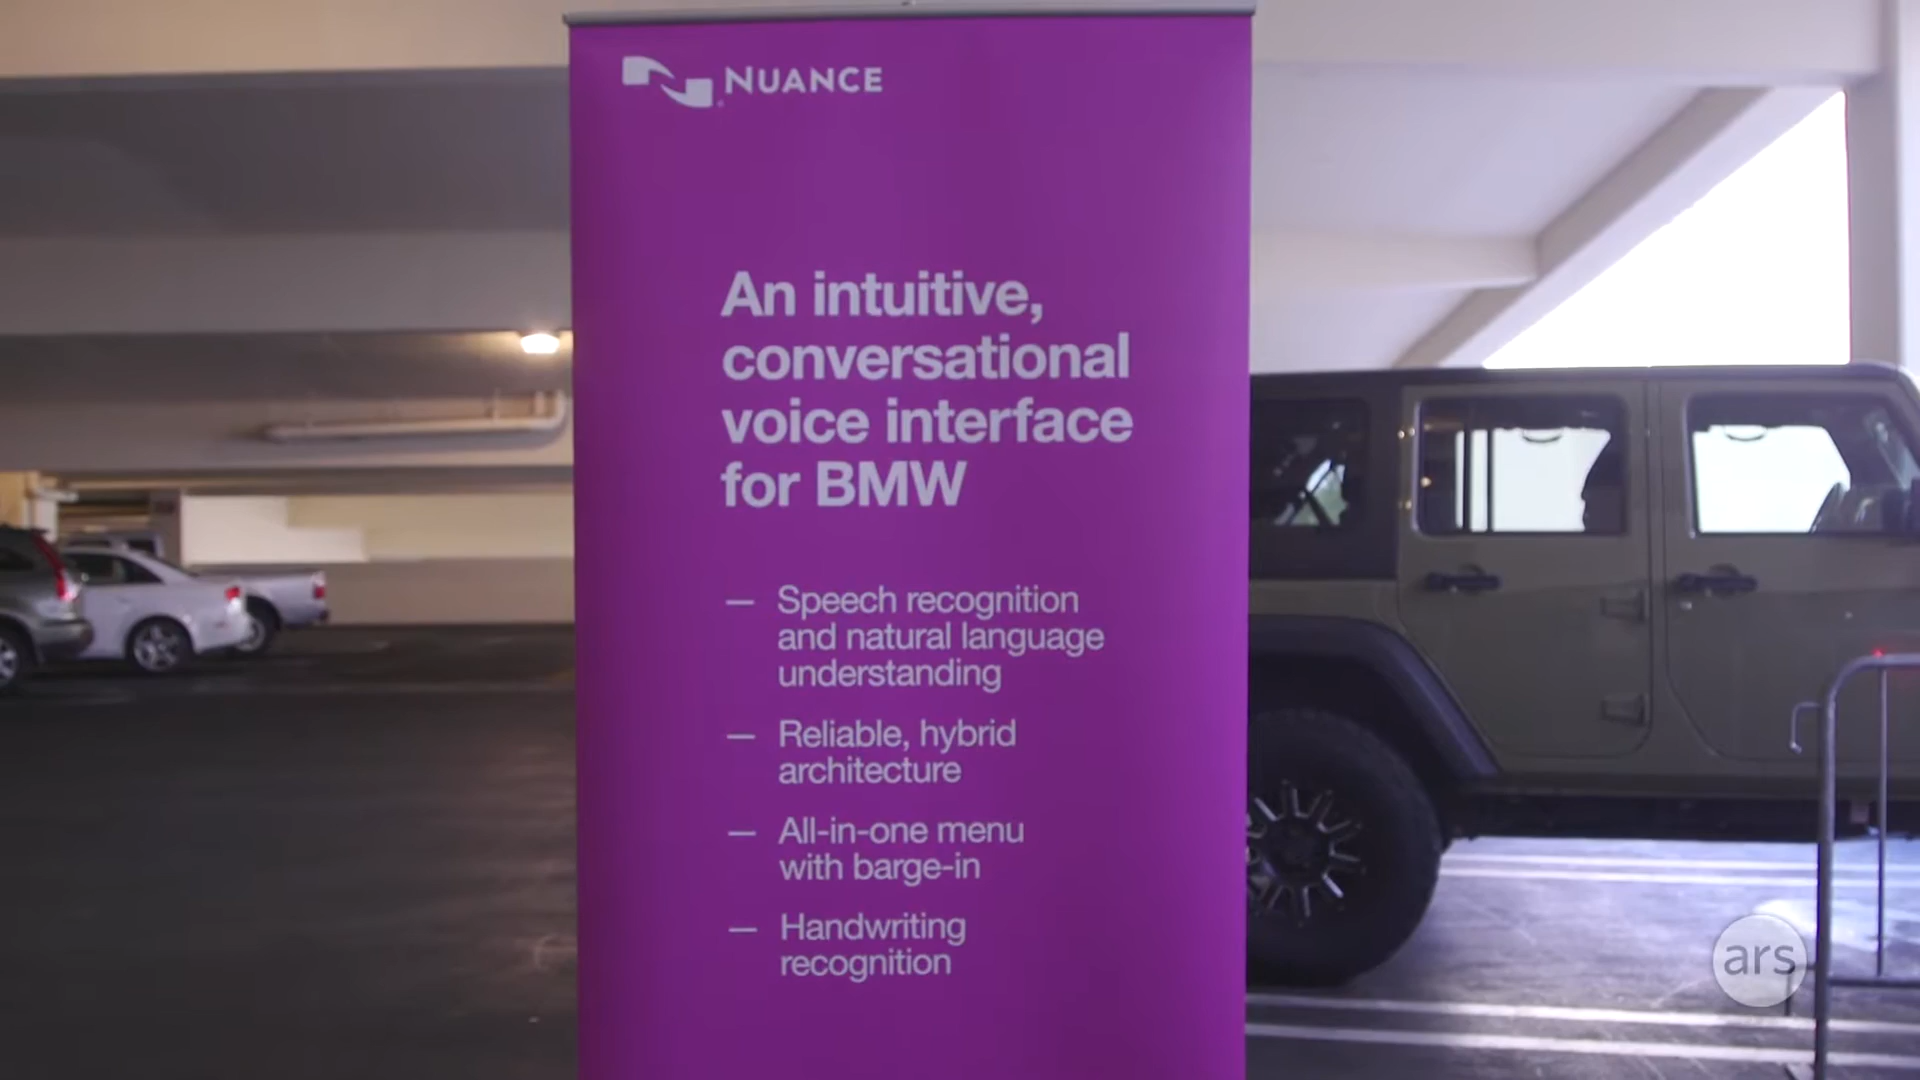 NUANCE
An intuitive,
conversational
voice interface
for BMW
— Speech recognition
and natural language
understanding
— Reliable, hybrid
architecture
— All-in-one menu
with barge-in
— Handwriting
recognition
ars